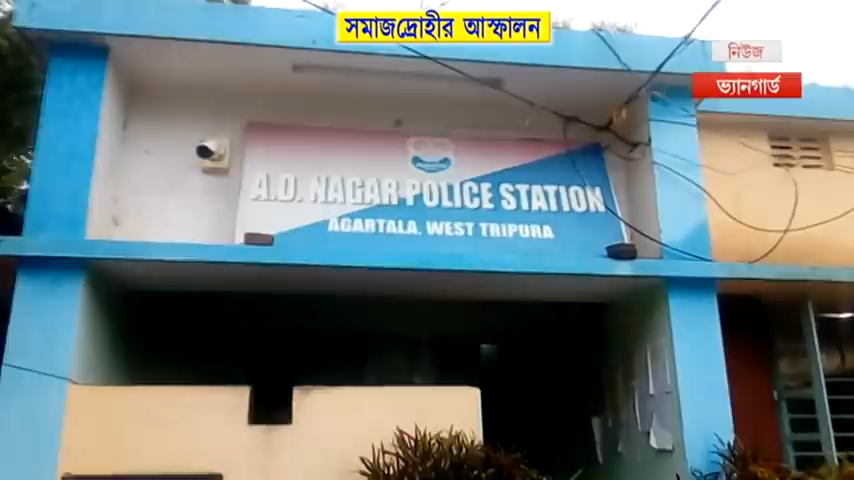 সমাজদ্রোহীর আস্ফালন
নিউজ
ভ্যানগার্ড
A.D. NAGAR POLICE STATION
AGARTALA, WEST TRIPURA